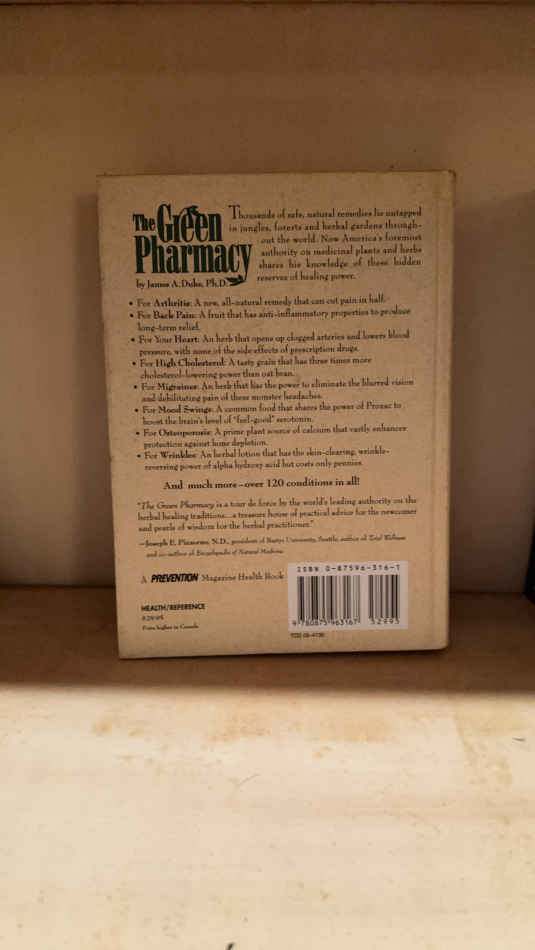 The Green
Pharmacy
by James A. Duke, Ph.D.
Thousands of safe, natural remedies lie untapped
in jungles, forests and herbal gardens through-
out the world. Now America's foremost
authority on medicinal plants and herbs
shares his knowledge of these hidden
reserves of healing power.
• For Arthritis: A new, all-natural remedy that can cut pain in half.
• For Back Pain: A fruit that has anti-inflammatory properties to produce
long-term relief.
• For Your Heart: An herb that opens up clogged arteries and lowers blood
pressure, with none of the side effects of prescription drugs.
• For High Cholesterol: A tasty grain that has three times more
cholesterol-lowering power than oat bran.
• For Migraines: An herb that has the power to eliminate the blurred vision
and debilitating pain of these monster headaches.
• For Mood Swings: A common food that shares the power of Prozac to
boost the brain's level of "feel-good" serotonin.
• For Osteoporosis: A prime plant source of calcium that vastly enhances
protection against bone depletion.
• For Wrinkles: An herbal lotion that has the skin-clearing, wrinkle-
reversing power of alpha hydroxy acid but costs only pennies.
And much more—over 120 conditions in all!
"The Green Pharmacy is a tour de force by the world's leading authority on the
herbal healing traditions...a treasure house of practical advice for the newcomer
and pearls of wisdom for the herbal practitioner."
—Joseph E. Pizzorno, N.D., president of Bastyr University, Seattle, author of Total Wellness
and co-author of Encyclopedia of Natural Medicine
A PREVENTION Magazine Health Book
HEALTH/REFERENCE
$29.95
Price higher in Canada
ISBN 0-87596-316-1
9 780875 963167
52995